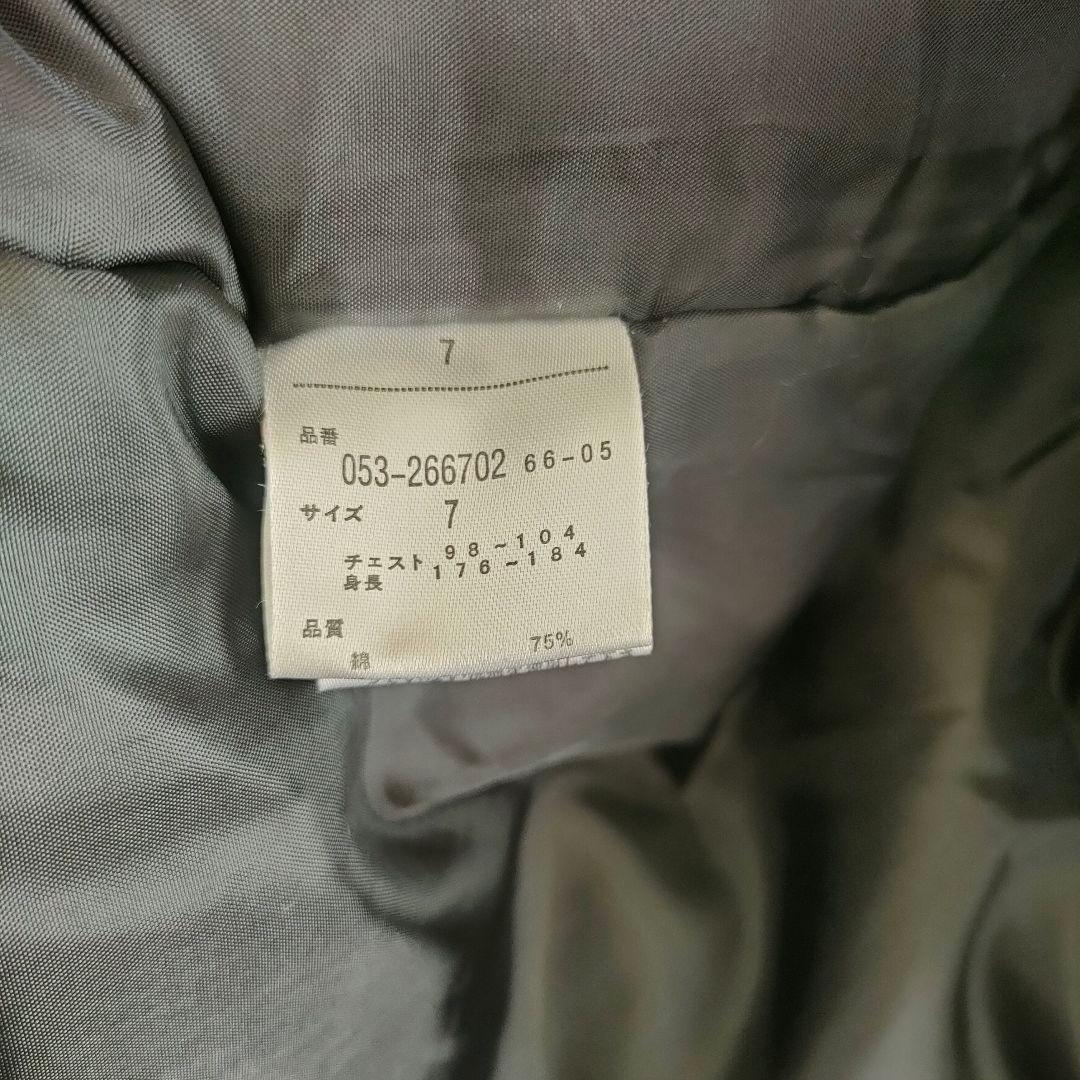 7
品番
053-266702 66-05
サイズ 7
チェスト 98~104
身長 176~184
品質
綿 75%